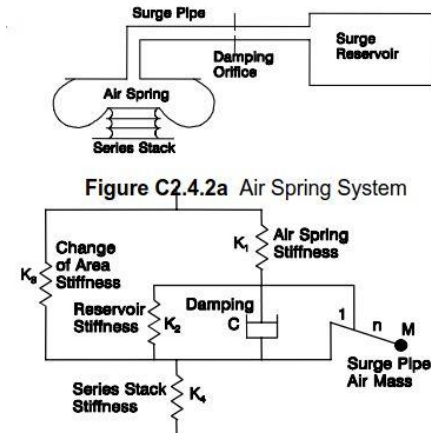 Surge Pipe
Damping
Orifice
Surge
Reservoir
Air Spring
Series Stack
Figure C2.4.2a Air Spring System
Change
of Area
Stiffness
K₃
K₁
Air Spring
Stiffness
Reservoir
Stiffness
K₂
Damping
C
1
n
M
Surge Pipe
Air Mass
Series Stack
Stiffness
K₄